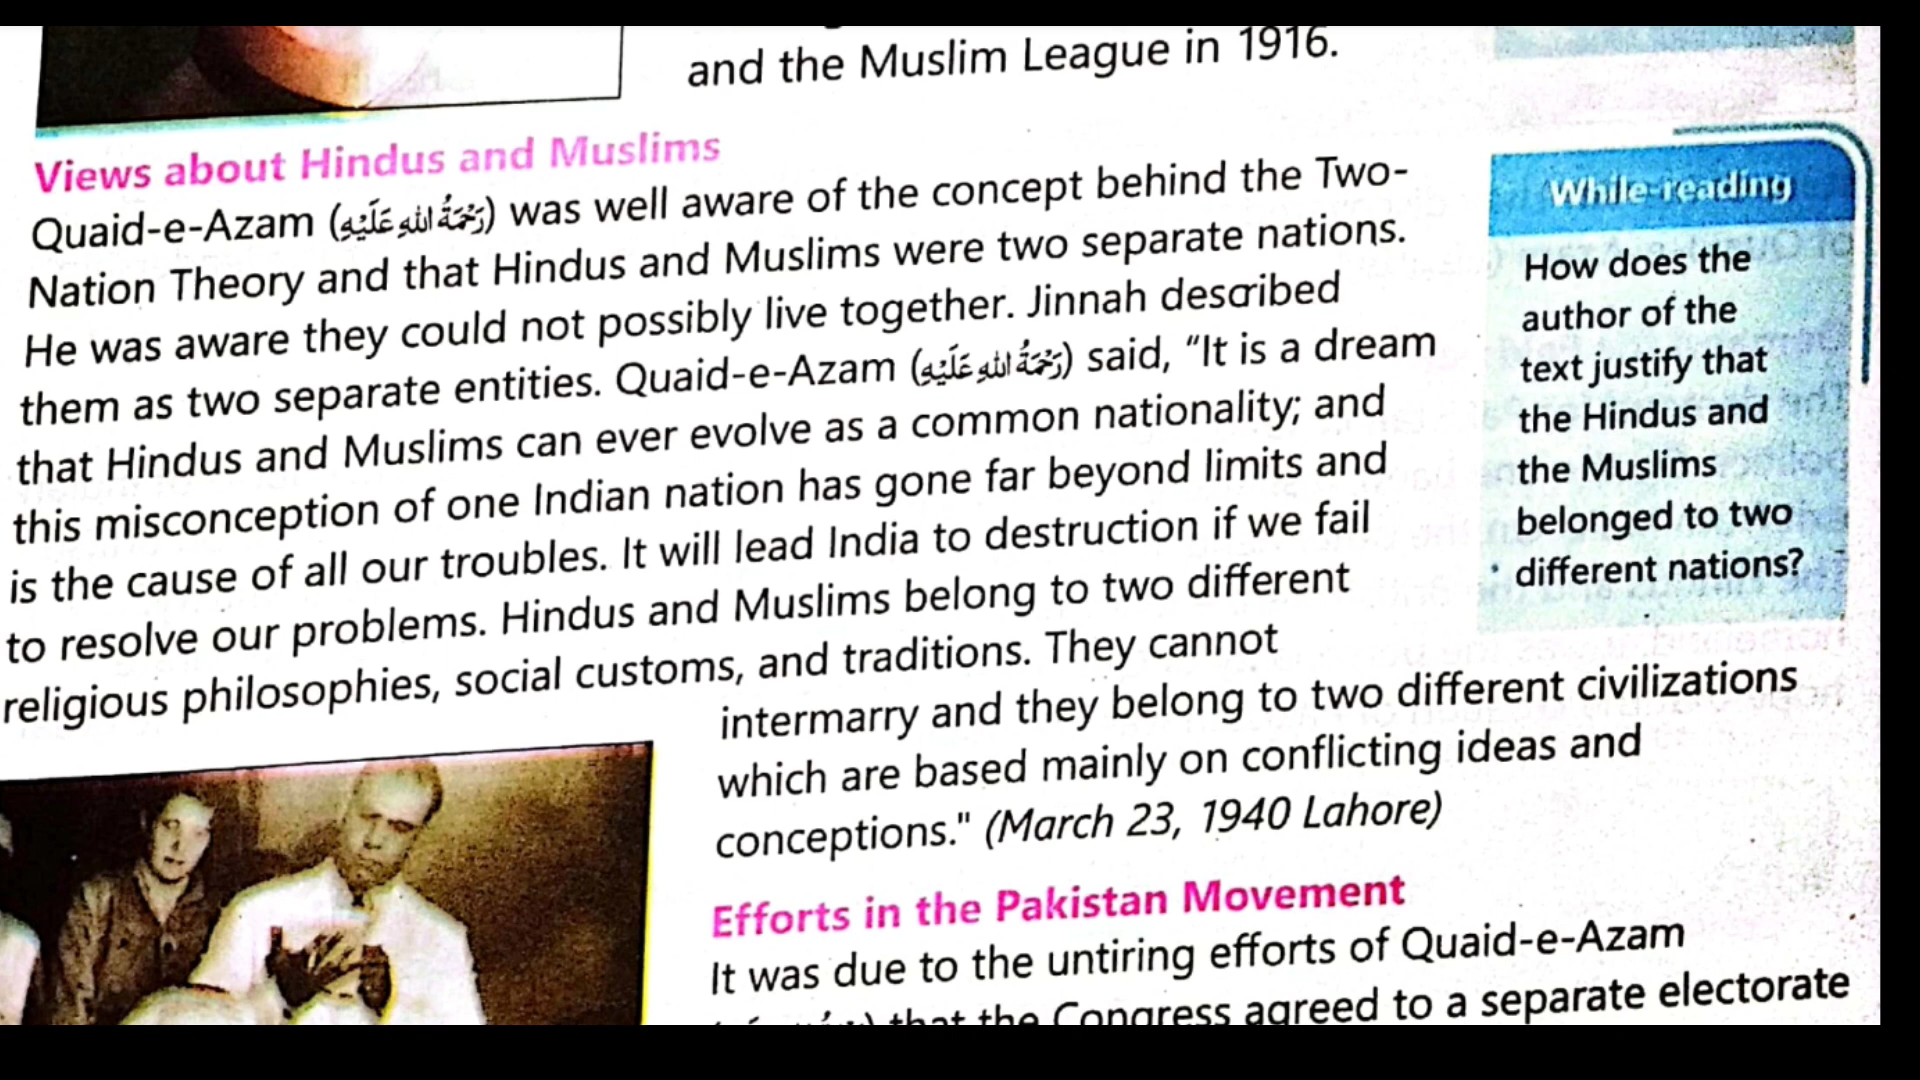 and the Muslim League in 1916.
Views about Hindus and Muslims
Quaid-e-Azam (رَحْمَةُ اللهِ عَلَيْهِ) was well aware of the concept behind the Two-
Nation Theory and that Hindus and Muslims were two separate nations.
He was aware they could not possibly live together. Jinnah described
them as two separate entities. Quaid-e-Azam (رَحْمَةُ اللهِ عَلَيْهِ) said, “It is a dream
that Hindus and Muslims can ever evolve as a common nationality; and
this misconception of one Indian nation has gone far beyond limits and
is the cause of all our troubles. It will lead India to destruction if we fail
to resolve our problems. Hindus and Muslims belong to two different
religious philosophies, social customs, and traditions. They cannot
intermarry and they belong to two different civilizations
which are based mainly on conflicting ideas and
conceptions." (March 23, 1940 Lahore)
Efforts in the Pakistan Movement
It was due to the untiring efforts of Quaid-e-Azam
that the Congress agreed to a separate electorate
While-reading
How does the
author of the
text justify that
the Hindus and
the Muslims
belonged to two
different nations?